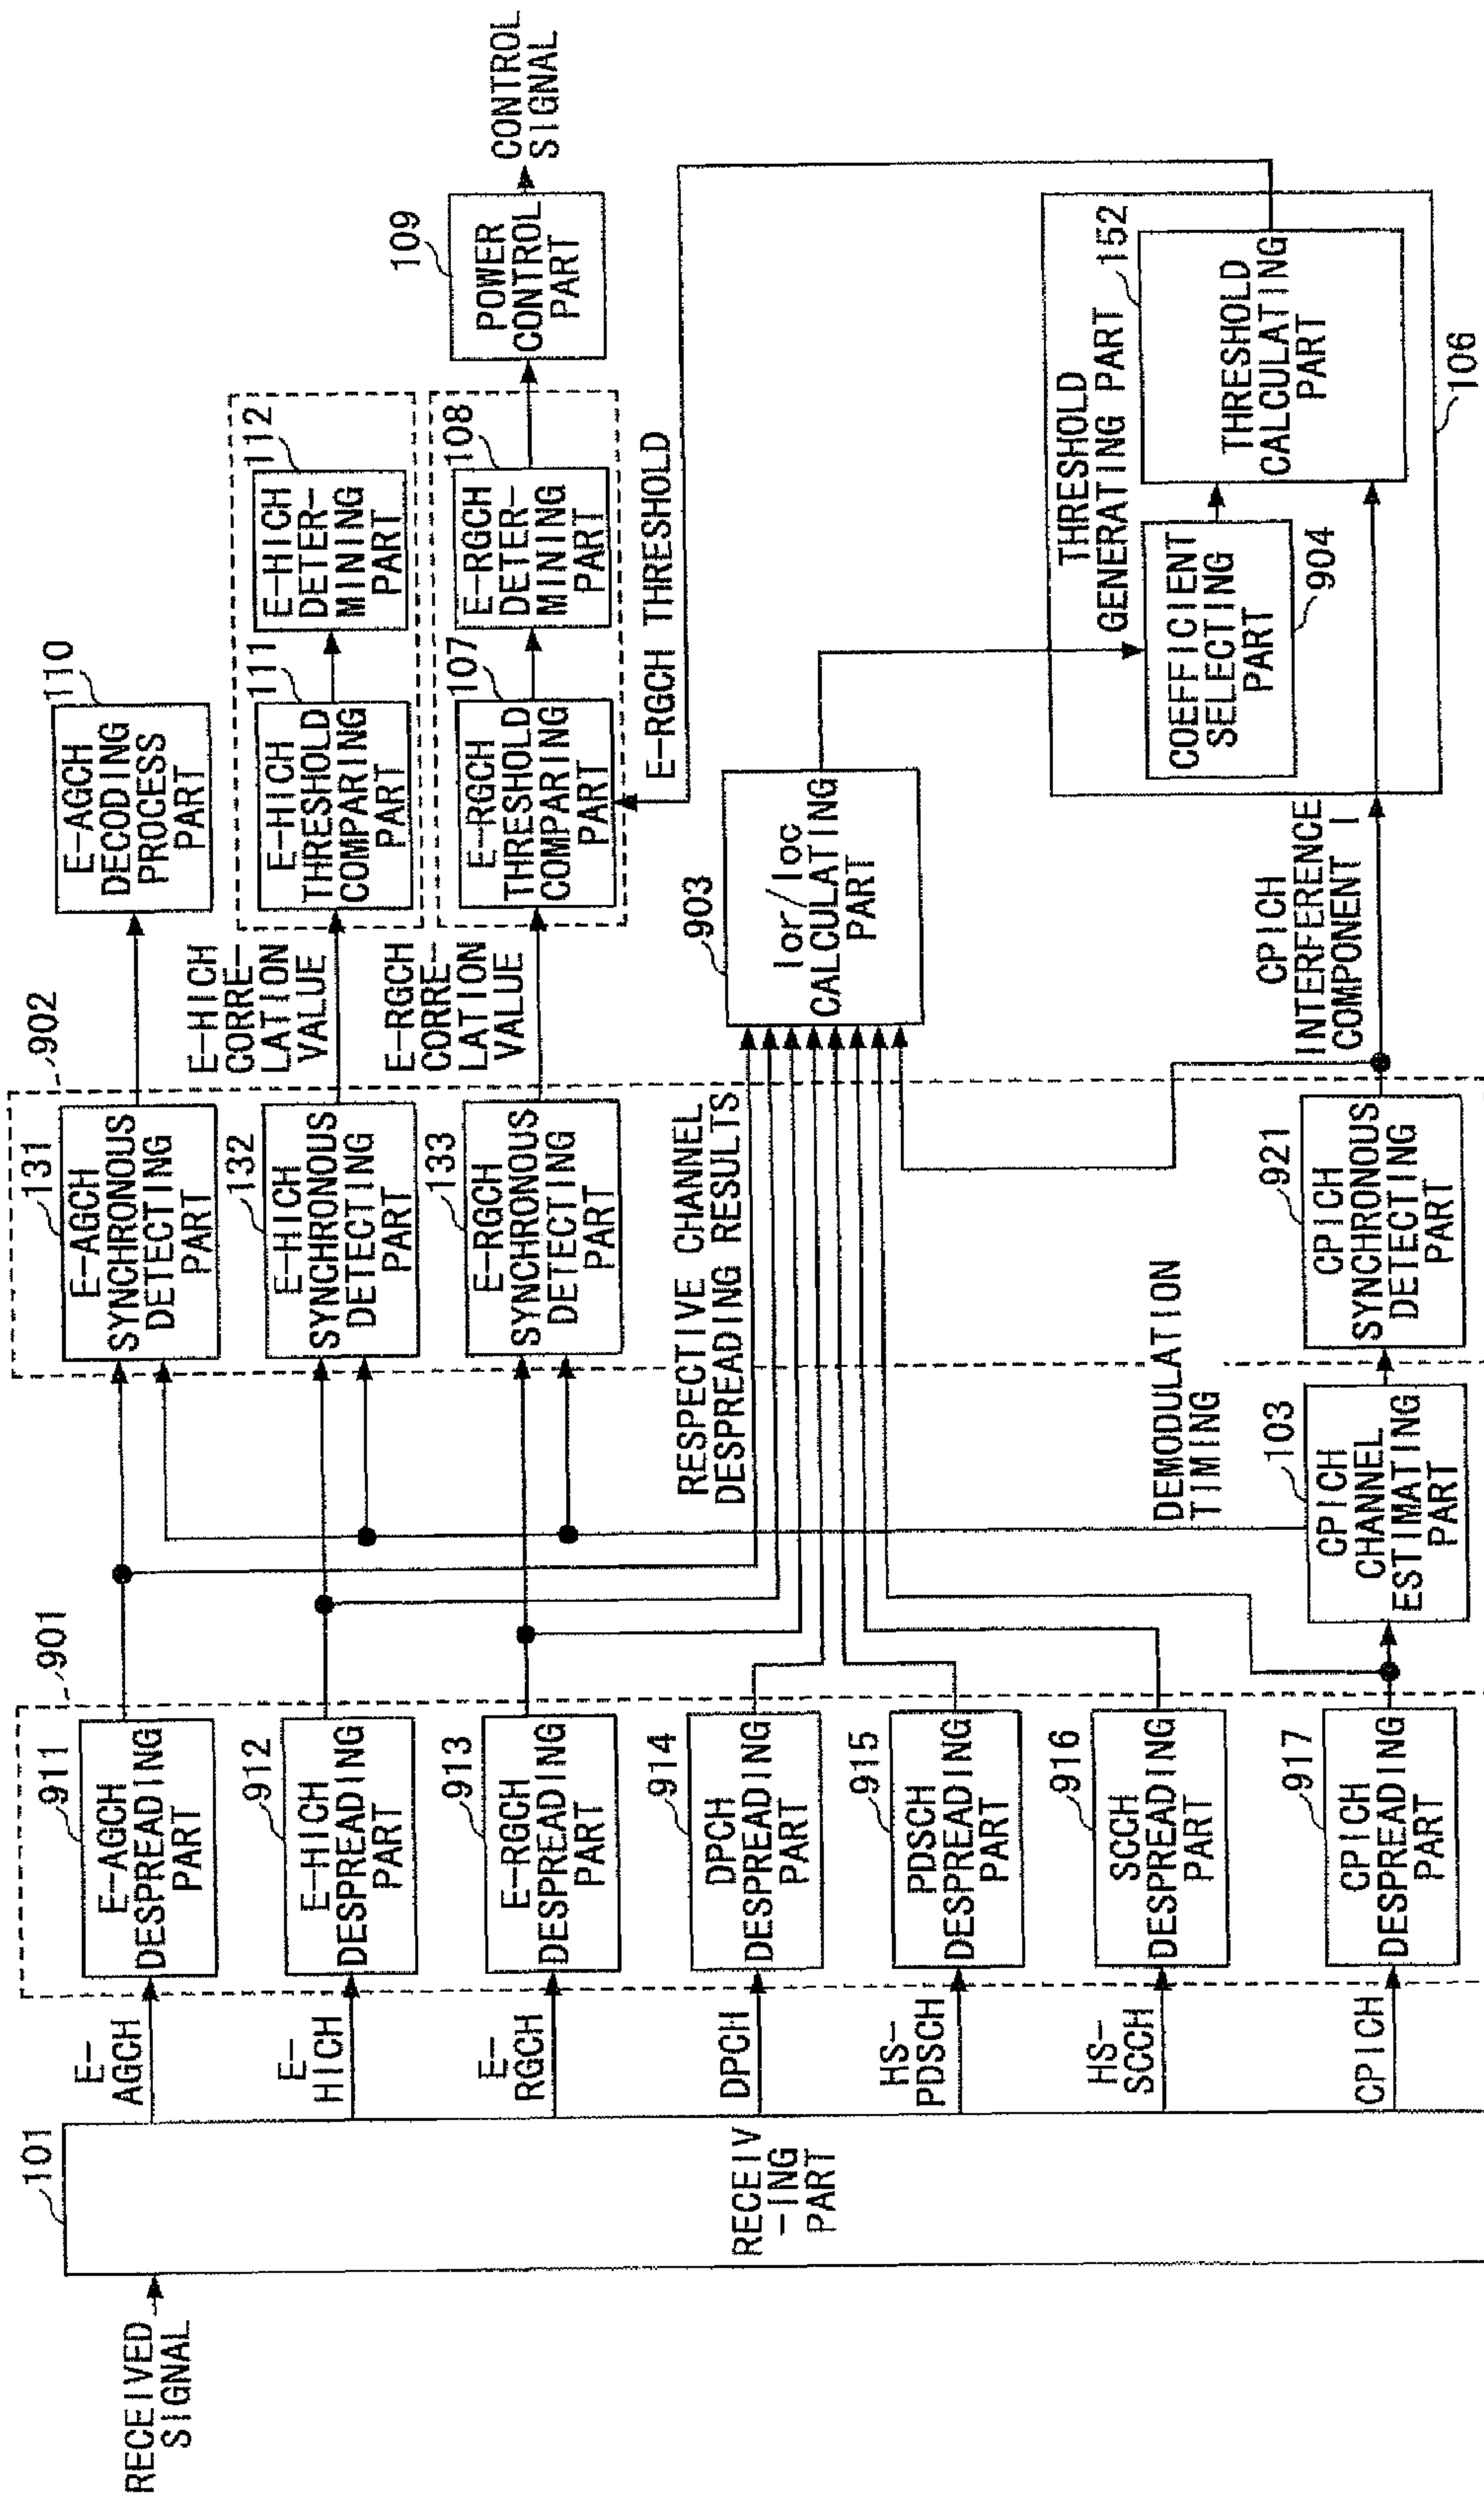 RECEIVED
SIGNAL
101
RECEIV
-ING
PART
E-
AGCH
E-
HICH
E-
RGCH
DPCH
HS-
PDSCH
HS-
SCCH
CPICH
901
911
E-AGCH
DESPREADING
PART
912
E-HICH
DESPREADING
PART
913
E-RGCH
DESPREADING
PART
914
DPCH
DESPREADING
PART
915
PDSCH
DESPREADING
PART
916
SCCH
DESPREADING
PART
917
CPICH
DESPREADING
PART
103
CPICH
CHANNEL
ESTIMATING
PART
DEMODULATION
TIMING
RESPECTIVE CHANNEL
DESPREADING RESULTS
902
131
E-AGCH
SYNCHRONOUS
DETECTING
PART
132
E-HICH
SYNCHRONOUS
DETECTING
PART
133
E-RGCH
SYNCHRONOUS
DETECTING
PART
921
CPICH
SYNCHRONOUS
DETECTING
PART
E-HICH
CORRE-
LATION
VALUE
E-RGCH
CORRE-
LATION
VALUE
903
Ior/Ioc
CALCULATING
PART
CPICH
INTERFERENCE
COMPONENT I
110
E-AGCH
DECODING
PROCESS
PART
111
E-HICH
THRESHOLD
COMPARING
PART
112
E-HICH
DETER-
MINING
PART
107
E-RGCH
THRESHOLD
COMPARING
PART
108
E-RGCH
DETER-
MINING
PART
E-RGCH THRESHOLD
109
POWER
CONTROL
PART
CONTROL
SIGNAL
THRESHOLD
GENERATING PART
904
COEFFICIENT
SELECTING
PART
152
THRESHOLD
CALCULATING
PART
106